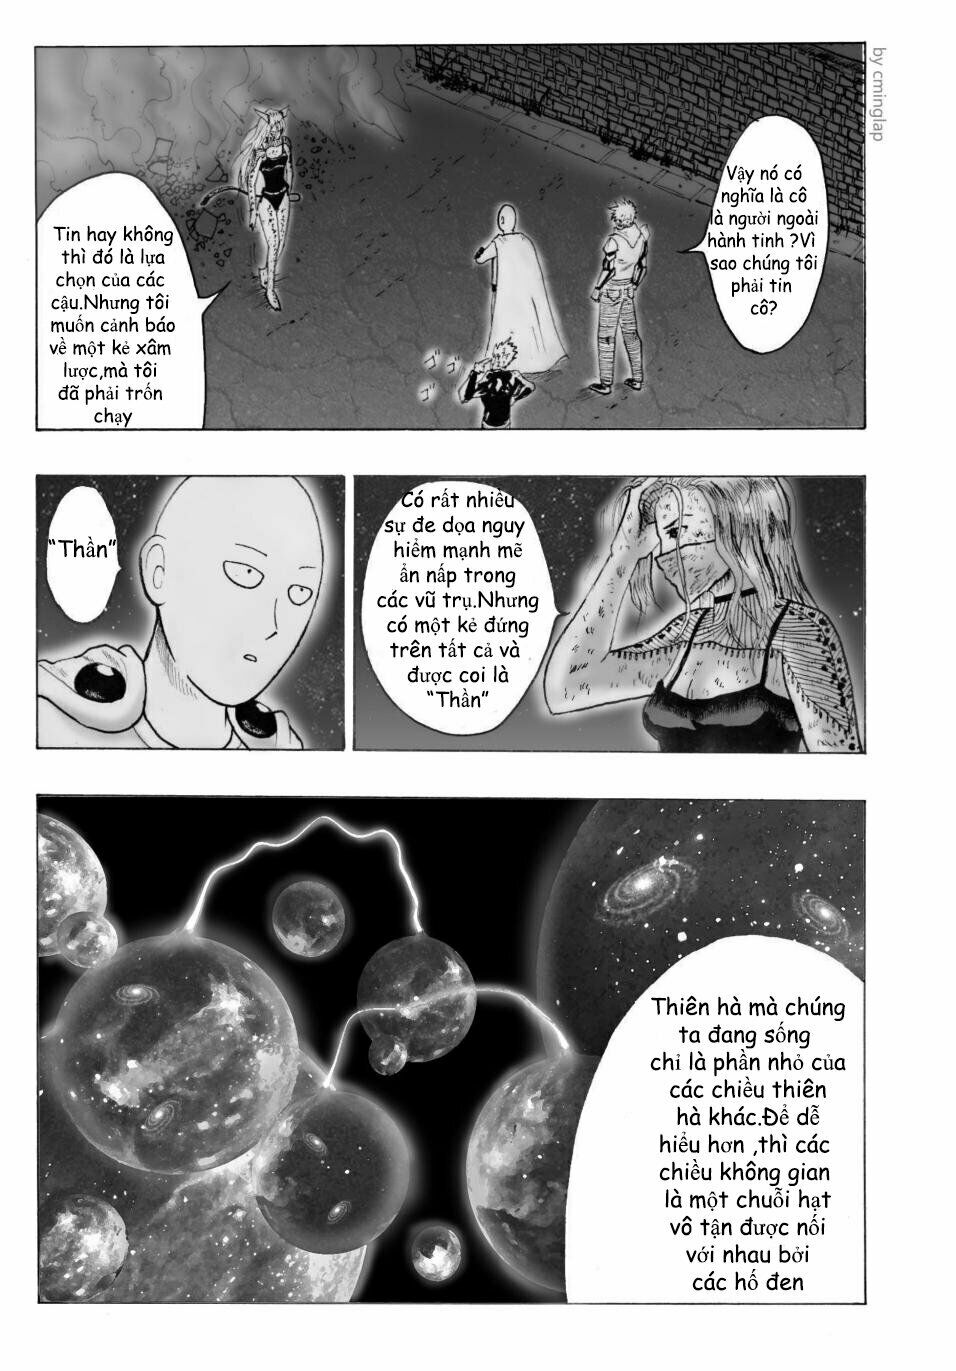 by cminglap
Vậy nó có
nghĩa là cô
là người ngoài
hành tinh ?Vì
sao chúng tôi
phải tin
cô?
Tin hay không
thì đó là lựa
chọn của các
cậu.Nhưng tôi
muốn cảnh báo
về một kẻ xâm
lược,mà tôi
đã phải trốn
chạy
ゴ
ゴ
ゴ
ゴ
“Thần”
Có rất nhiều
sự đe dọa nguy
hiểm mạnh mẽ
ẩn nấp trong
các vũ trụ.Nhưng
có một kẻ đứng
trên tất cả và
được coi là
“Thần”
Thiên hà mà chúng
ta đang sống
chỉ là phần nhỏ của
các chiều thiên
hà khác.Để dễ
hiểu hơn ,thì các
chiều không gian
là một chuỗi hạt
vô tận được nối
với nhau bởi
các hố đen